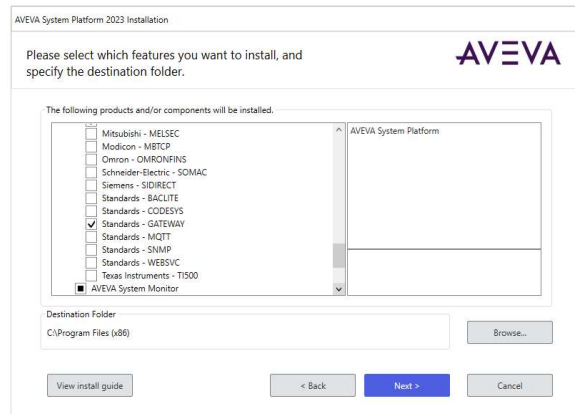 AVEVA System Platform 2023 Installation
Please select which features you want to install, and
specify the destination folder.
AVEVA
The following products and/or components will be installed.
Mitsubishi - MELSEC
Modicon - MBTCP
Omron - OMRONFINS
Schneider-Electric - SOMAC
Siemens - SIDIRECT
Standards - BACLITE
Standards - CODESYS
Standards - GATEWAY
Standards - MQTT
Standards - SNMP
Standards - WEBSVC
Texas Instruments - TI500
AVEVA System Monitor
AVEVA System Platform
Destination Folder
C:\Program Files (x86)
Browse...
View install guide
< Back
Next >
Cancel